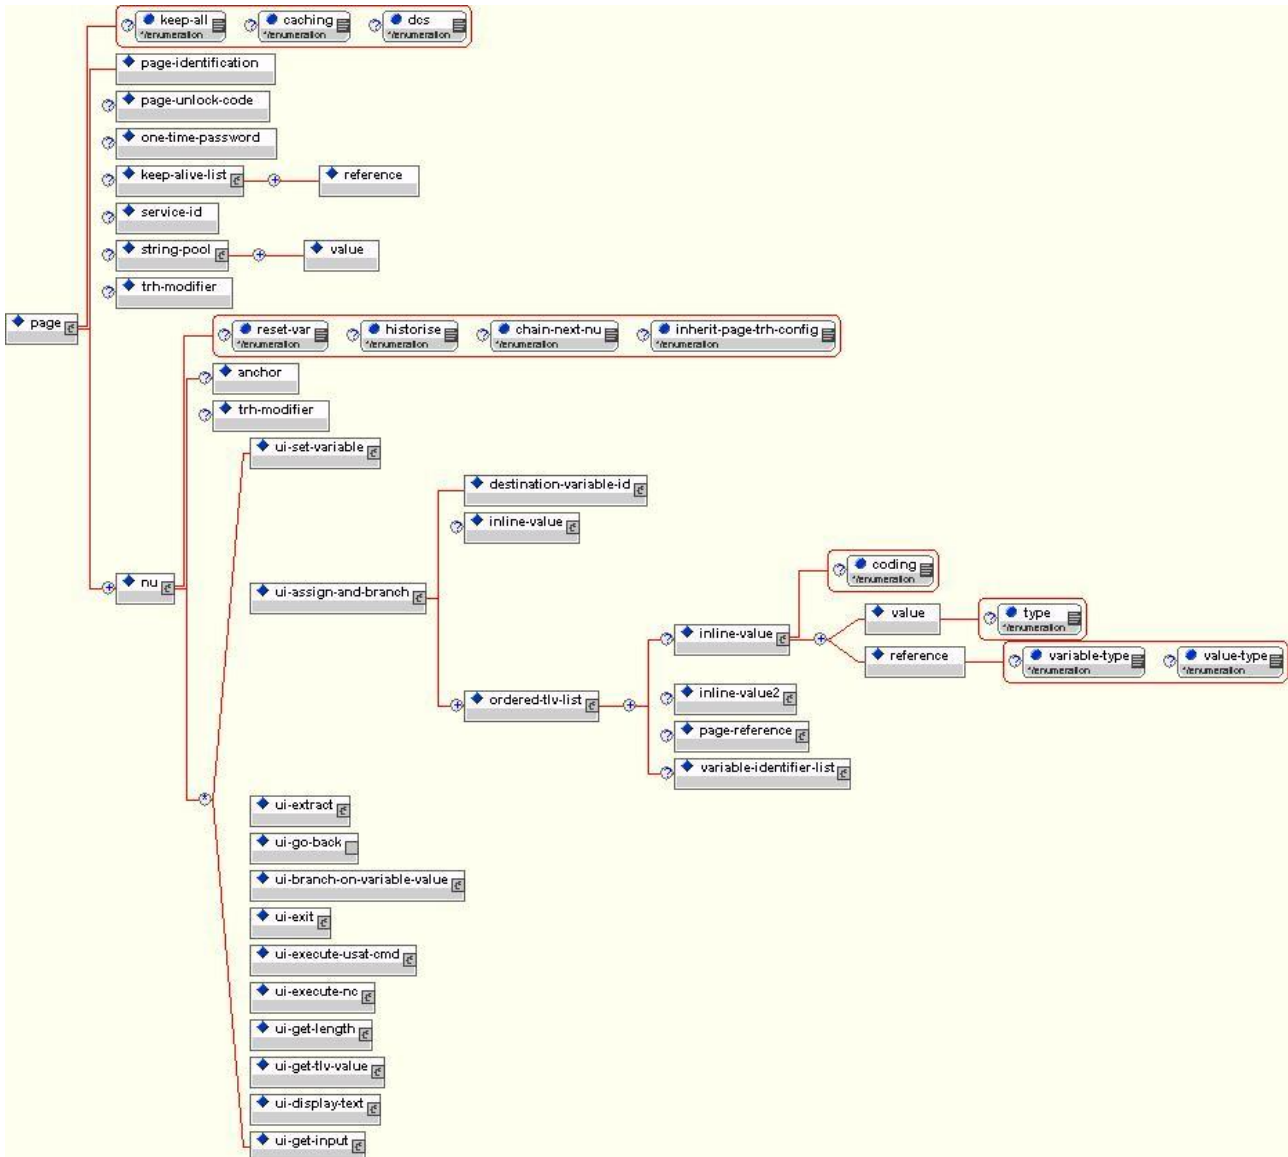 keep-all caching dcs
*/enumeration */enumeration */enumeration
page-identification
page-unlock-code
one-time-password
keep-alive-list reference
service-id
string-pool value
trh-modifier
page
reset-var historise chain-next-nu inherit-page-trh-config
*/enumeration */enumeration */enumeration */enumeration
anchor
trh-modifier
ui-set-variable
destination-variable-id
inline-value
nu
ui-assign-and-branch
coding
*/enumeration
value type
*/enumeration
inline-value
reference variable-type value-type
*/enumeration */enumeration
ordered-tlv-list
inline-value2
page-reference
variable-identifier-list
ui-extract
ui-go-back
ui-branch-on-variable-value
ui-exit
ui-execute-usat-cmd
ui-execute-nc
ui-get-length
ui-get-tlv-value
ui-display-text
ui-get-input